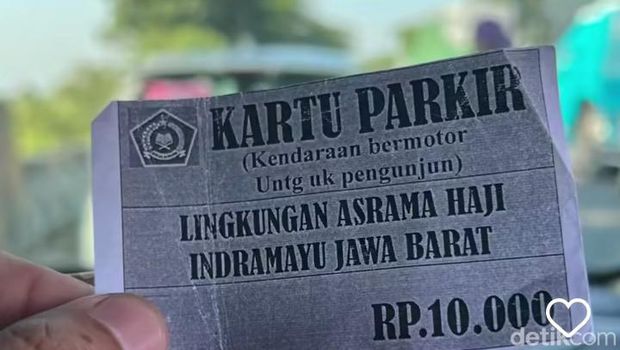 KARTU PARKIR
(Kendaraan bermotor
Untg uk pengunjun)
LINGKUNGAN ASRAMA HAJI
INDRAMAYU JAWA BARAT
RP.10.000
detikcom